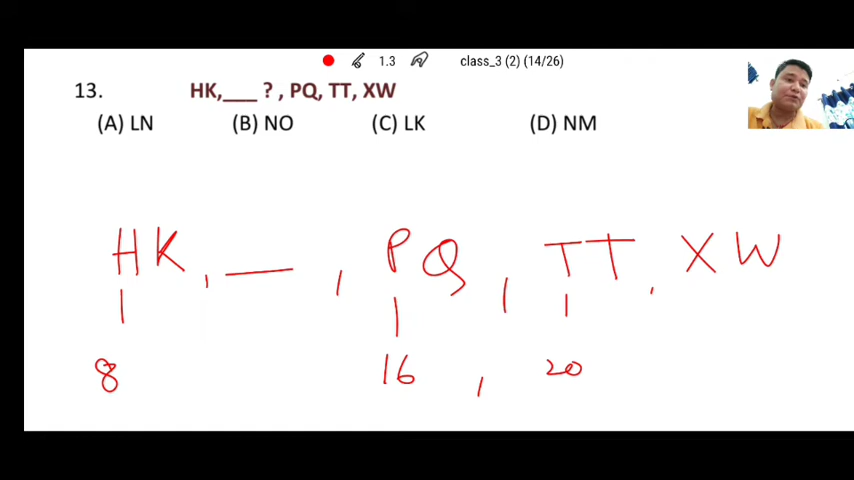 1.3 class_3 (2) (14/26)
13. HK,___ ? , PQ, TT, XW
(A) LN (B) NO (C) LK (D) NM
HK , __ , PQ , TT , XW
8 16 , 20